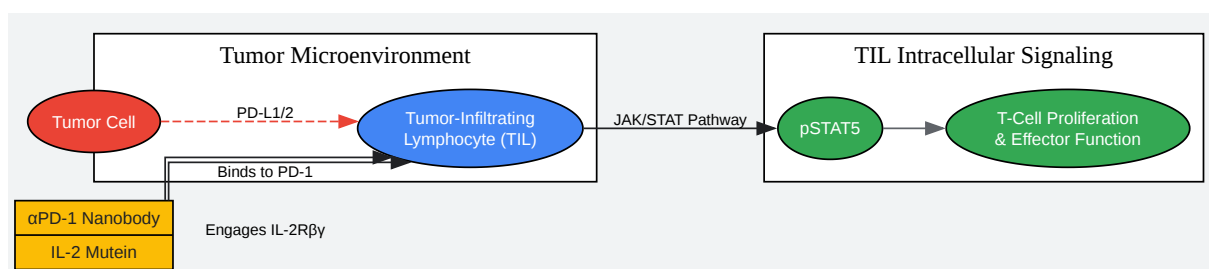 Tumor Microenvironment
TIL Intracellular Signaling
Tumor Cell
PD-L1/2
Tumor-Infiltrating
Lymphocyte (TIL)
JAK/STAT Pathway
pSTAT5
T-Cell Proliferation
& Effector Function
Binds to PD-1
αPD-1 Nanobody
IL-2 Mutein
Engages IL-2Rβγ